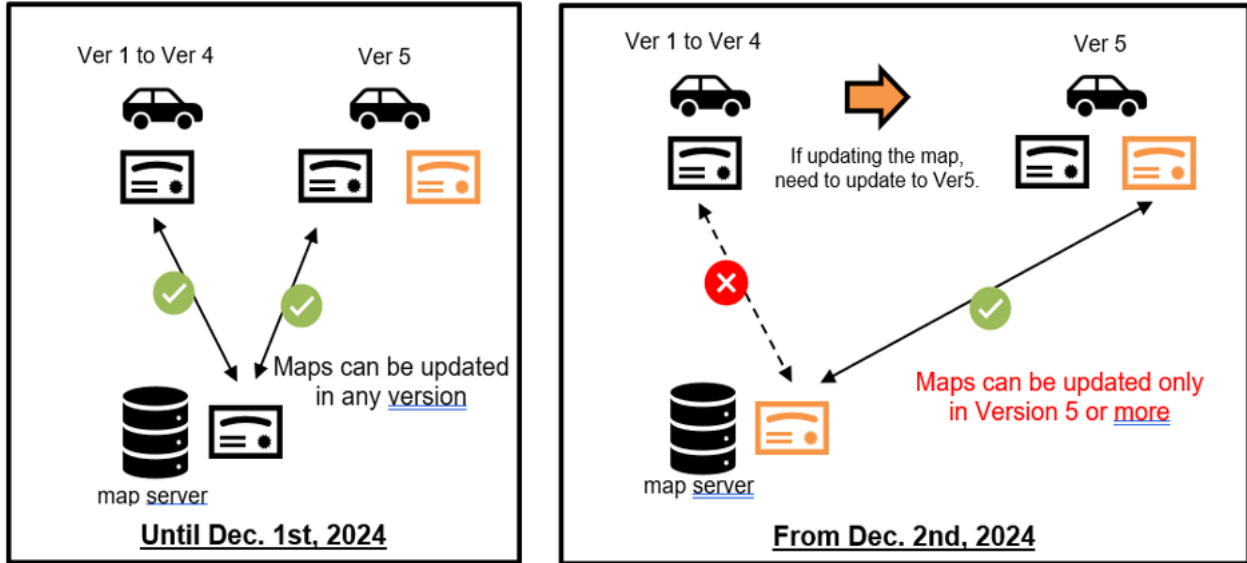 Ver 1 to Ver 4
Ver 5
Maps can be updated
in any version
map server
Until Dec. 1st, 2024
Ver 1 to Ver 4
Ver 5
If updating the map,
need to update to Ver5.
Maps can be updated only
in Version 5 or more
map server
From Dec. 2nd, 2024